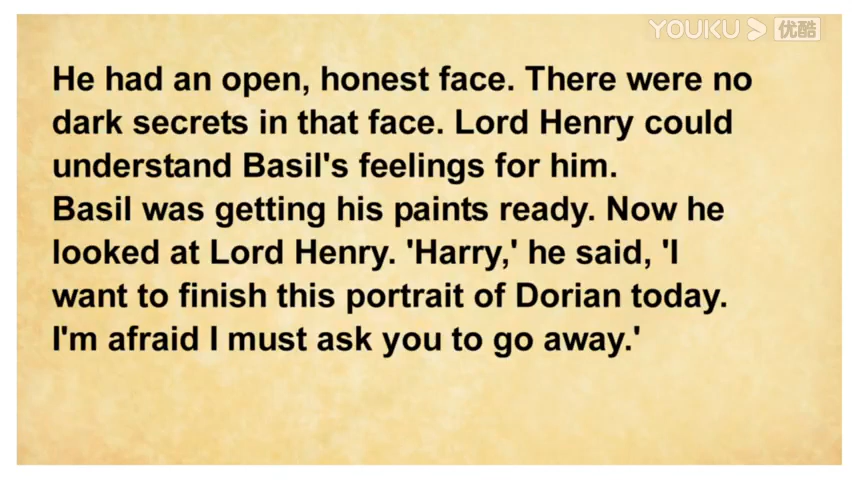 YOUKU 优酷
He had an open, honest face. There were no
dark secrets in that face. Lord Henry could
understand Basil's feelings for him.
Basil was getting his paints ready. Now he
looked at Lord Henry. 'Harry,' he said, 'I
want to finish this portrait of Dorian today.
I'm afraid I must ask you to go away.'